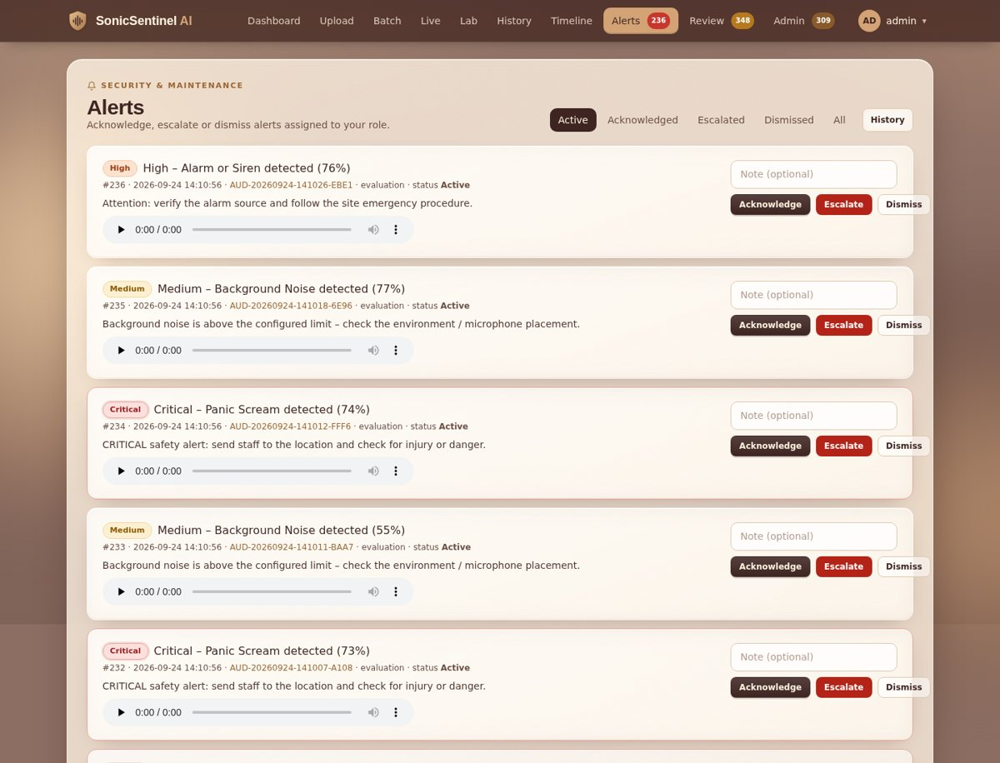 SonicSentinel AI Dashboard Upload Batch Live Lab History Timeline Alerts 236 Review 348 Admin 309 AD admin ▾
SECURITY & MAINTENANCE
Alerts
Acknowledge, escalate or dismiss alerts assigned to your role.
Active Acknowledged Escalated Dismissed All History
High High – Alarm or Siren detected (76%)
#236 · 2026-09-24 14:10:56 · AUD-20260924-141026-EBE1 · evaluation · status Active
Attention: verify the alarm source and follow the site emergency procedure.
0:00 / 0:00
Note (optional)
Acknowledge Escalate Dismiss
Medium Medium – Background Noise detected (77%)
#235 · 2026-09-24 14:10:56 · AUD-20260924-141018-6E96 · evaluation · status Active
Background noise is above the configured limit – check the environment / microphone placement.
0:00 / 0:00
Note (optional)
Acknowledge Escalate Dismiss
Critical Critical – Panic Scream detected (74%)
#234 · 2026-09-24 14:10:56 · AUD-20260924-141012-FFF6 · evaluation · status Active
CRITICAL safety alert: send staff to the location and check for injury or danger.
0:00 / 0:00
Note (optional)
Acknowledge Escalate Dismiss
Medium Medium – Background Noise detected (55%)
#233 · 2026-09-24 14:10:56 · AUD-20260924-141011-BAA7 · evaluation · status Active
Background noise is above the configured limit – check the environment / microphone placement.
0:00 / 0:00
Note (optional)
Acknowledge Escalate Dismiss
Critical Critical – Panic Scream detected (73%)
#232 · 2026-09-24 14:10:56 · AUD-20260924-141007-A108 · evaluation · status Active
CRITICAL safety alert: send staff to the location and check for injury or danger.
0:00 / 0:00
Note (optional)
Acknowledge Escalate Dismiss